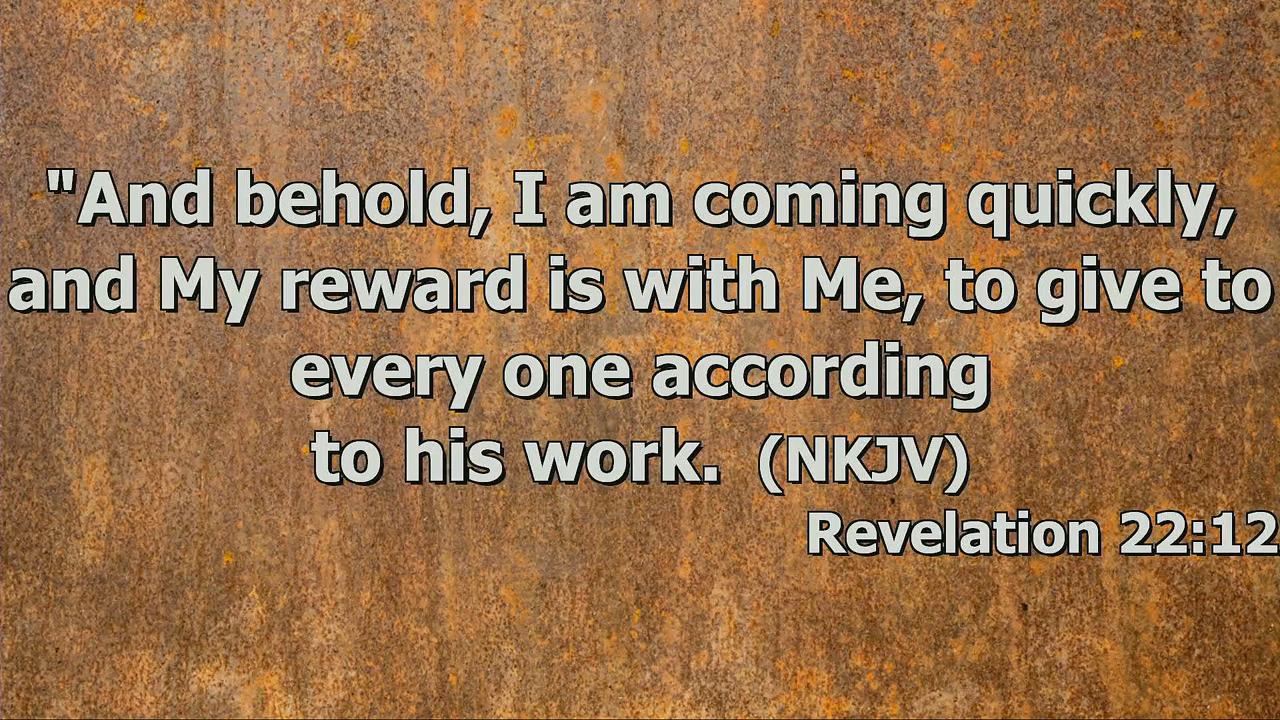 "And behold, I am coming quickly,
and My reward is with Me, to give to
every one according
to his work. (NKJV)
Revelation 22:12